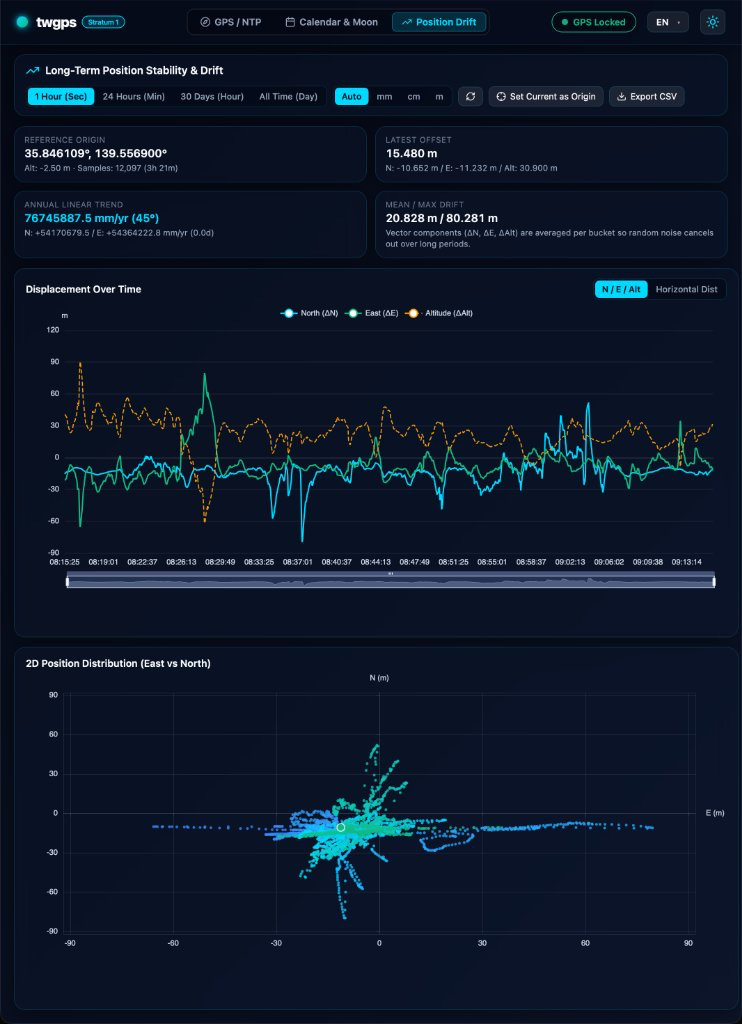 twgps Stratum 1 GPS / NTP Calendar & Moon Position Drift GPS Locked EN
Long-Term Position Stability & Drift
1 Hour (Sec) 24 Hours (Min) 30 Days (Hour) All Time (Day) Auto mm cm m Set Current as Origin Export CSV
REFERENCE ORIGIN
35.846109°, 139.556900°
Alt: -2.50 m · Samples: 12,097 (3h 21m)
LATEST OFFSET
15.480 m
N: -10.652 m / E: -11.232 m / Alt: 30.900 m
ANNUAL LINEAR TREND
76745887.5 mm/yr (45°)
N: +54170679.5 / E: +54364222.8 mm/yr (0.0d)
MEAN / MAX DRIFT
20.828 m / 80.281 m
Vector components (ΔN, ΔE, ΔAlt) are averaged per bucket so random noise cancels
out over long periods.
Displacement Over Time N / E / Alt Horizontal Dist
m North (ΔN) East (ΔE) Altitude (ΔAlt)
120
90
60
30
0
-30
-60
-90
08:15:25 08:19:01 08:22:37 08:26:13 08:29:49 08:33:25 08:37:01 08:40:37 08:44:13 08:47:49 08:51:25 08:55:01 08:58:37 09:02:13 09:06:02 09:09:38 09:13:14
2D Position Distribution (East vs North)
N (m)
90
60
30
0 E (m)
-30
-60
-90
-90 -60 -30 0 30 60 90